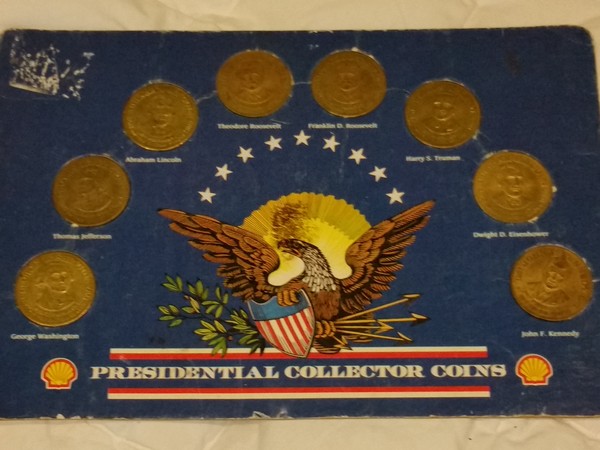 Theodore Roosevelt
Franklin D. Roosevelt
Abraham Lincoln
Harry S. Truman
Thomas Jefferson
Dwight D. Eisenhower
George Washington
John F. Kennedy
PRESIDENTIAL COLLECTOR COINS